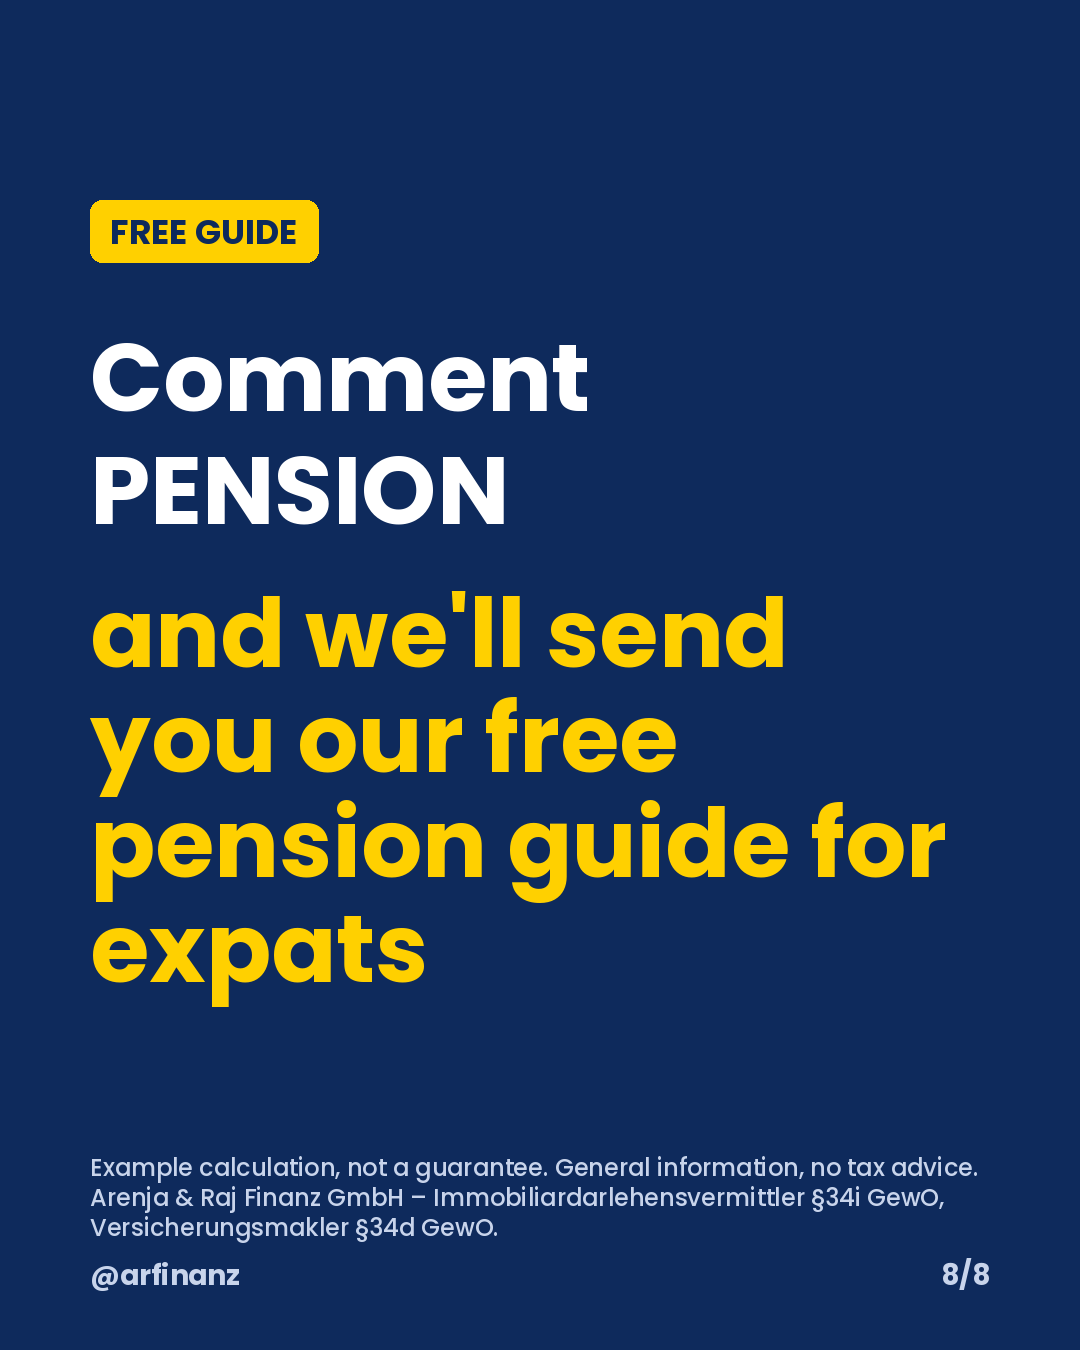 FREE GUIDE
Comment
PENSION
and we'll send
you our free
pension guide for
expats
Example calculation, not a guarantee. General information, no tax advice.
Arenja & Raj Finanz GmbH – Immobiliardarlehensvermittler §34i GewO,
Versicherungsmakler §34d GewO.
@arfinanz
8/8